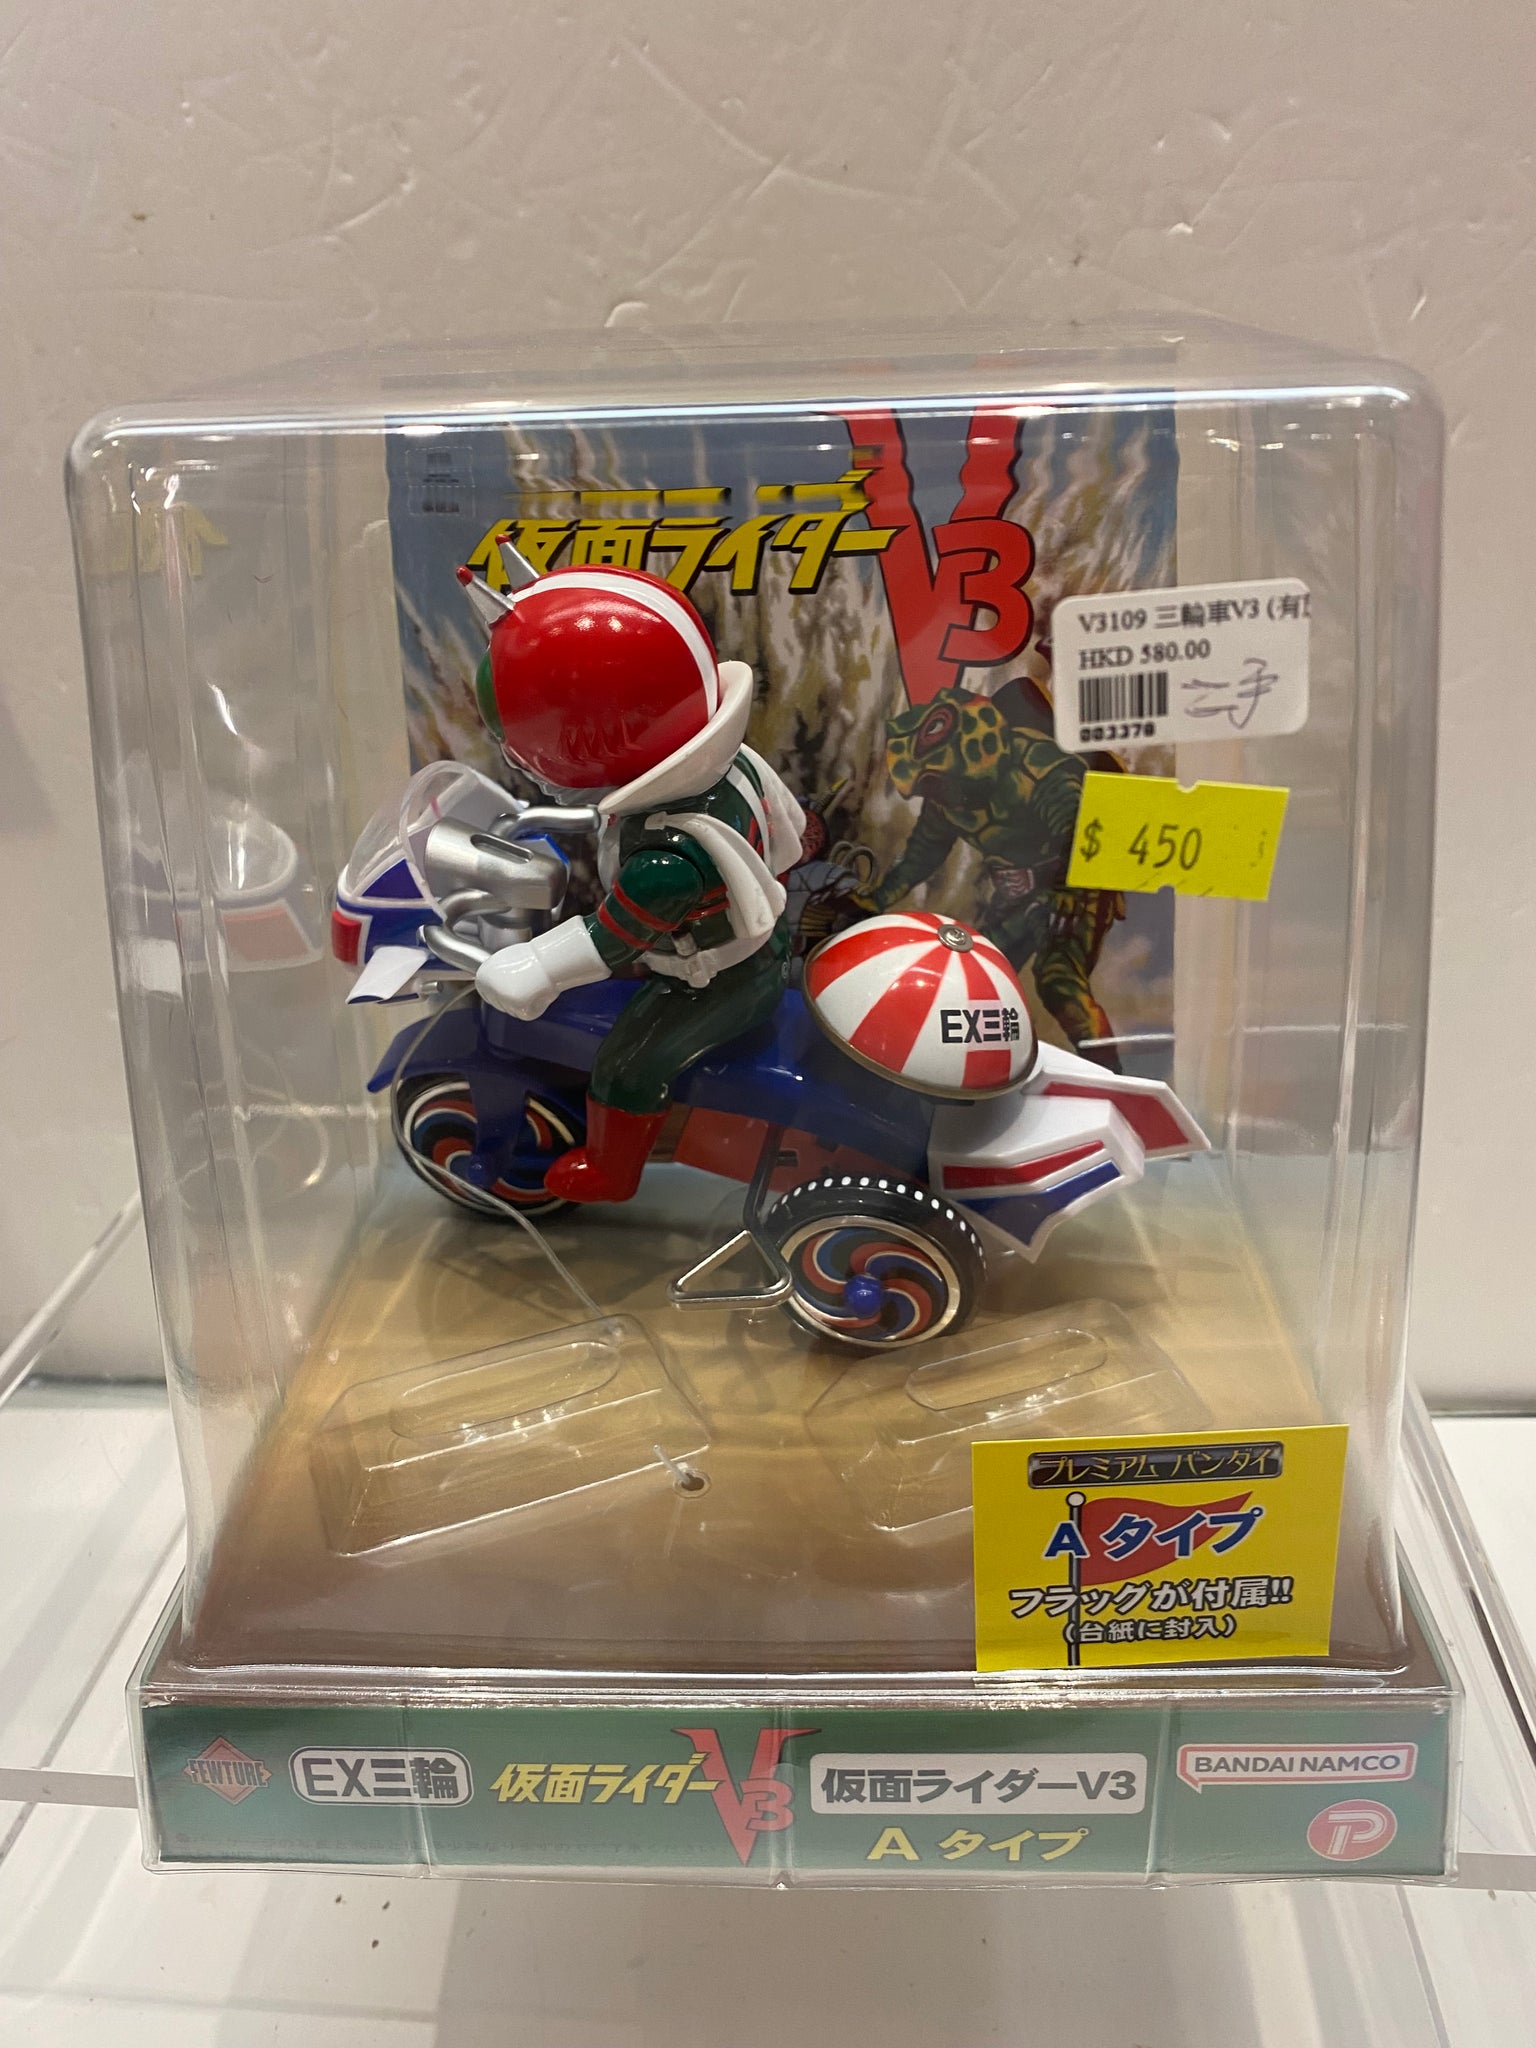 仮面ライダー
V3
V3109 三輪車V3 (有
HKD 580.00
003378
二手
$ 450
EX三輪
プレミアム バンダイ
A タイプ
フラッグが付属!!
(台紙に封入)
FEWTURE
EX三輪
仮面ライダー
V3
仮面ライダーV3
A タイプ
BANDAI NAMCO
P